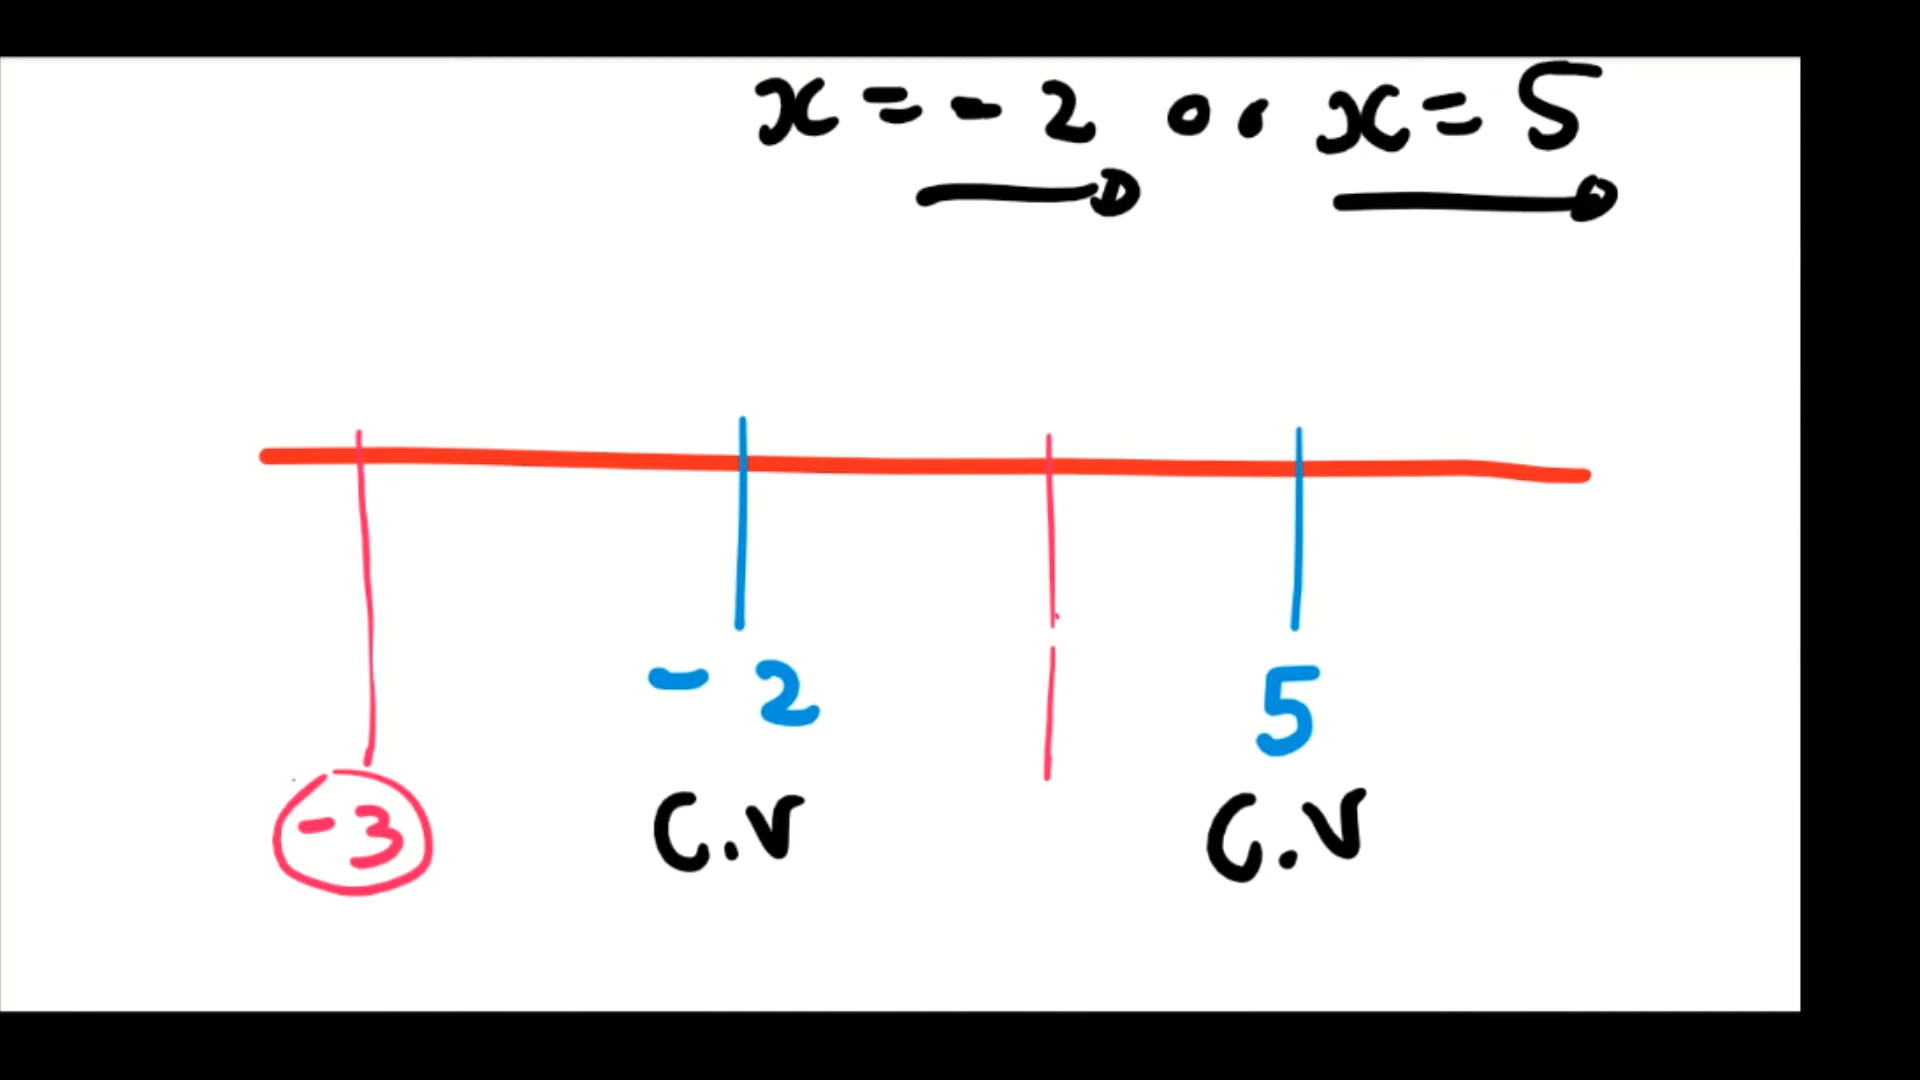 x = - 2 or x = 5
- 2 5
-3 C.V C.V